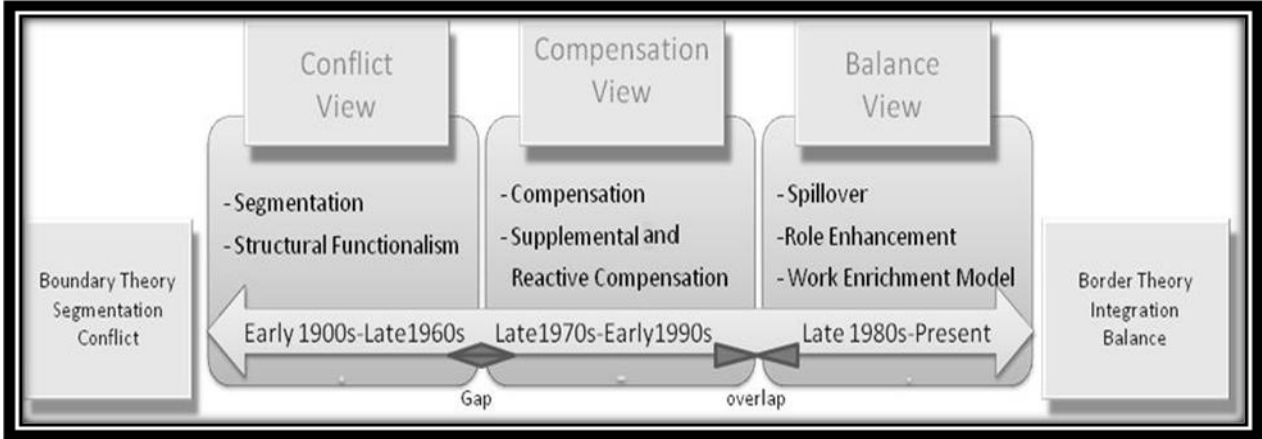 Conflict
View
Compensation
View
Balance
View
- Segmentation
- Structural Functionalism
- Compensation
- Supplemental and
Reactive Compensation
- Spillover
-Role Enhancement
- Work Enrichment Model
Boundary Theory
Segmentation
Conflict
Early 1900s-Late1960s
Late1970s-Early1990s
Late 1980s-Present
Border Theory
Integration
Balance
Gap
overlap